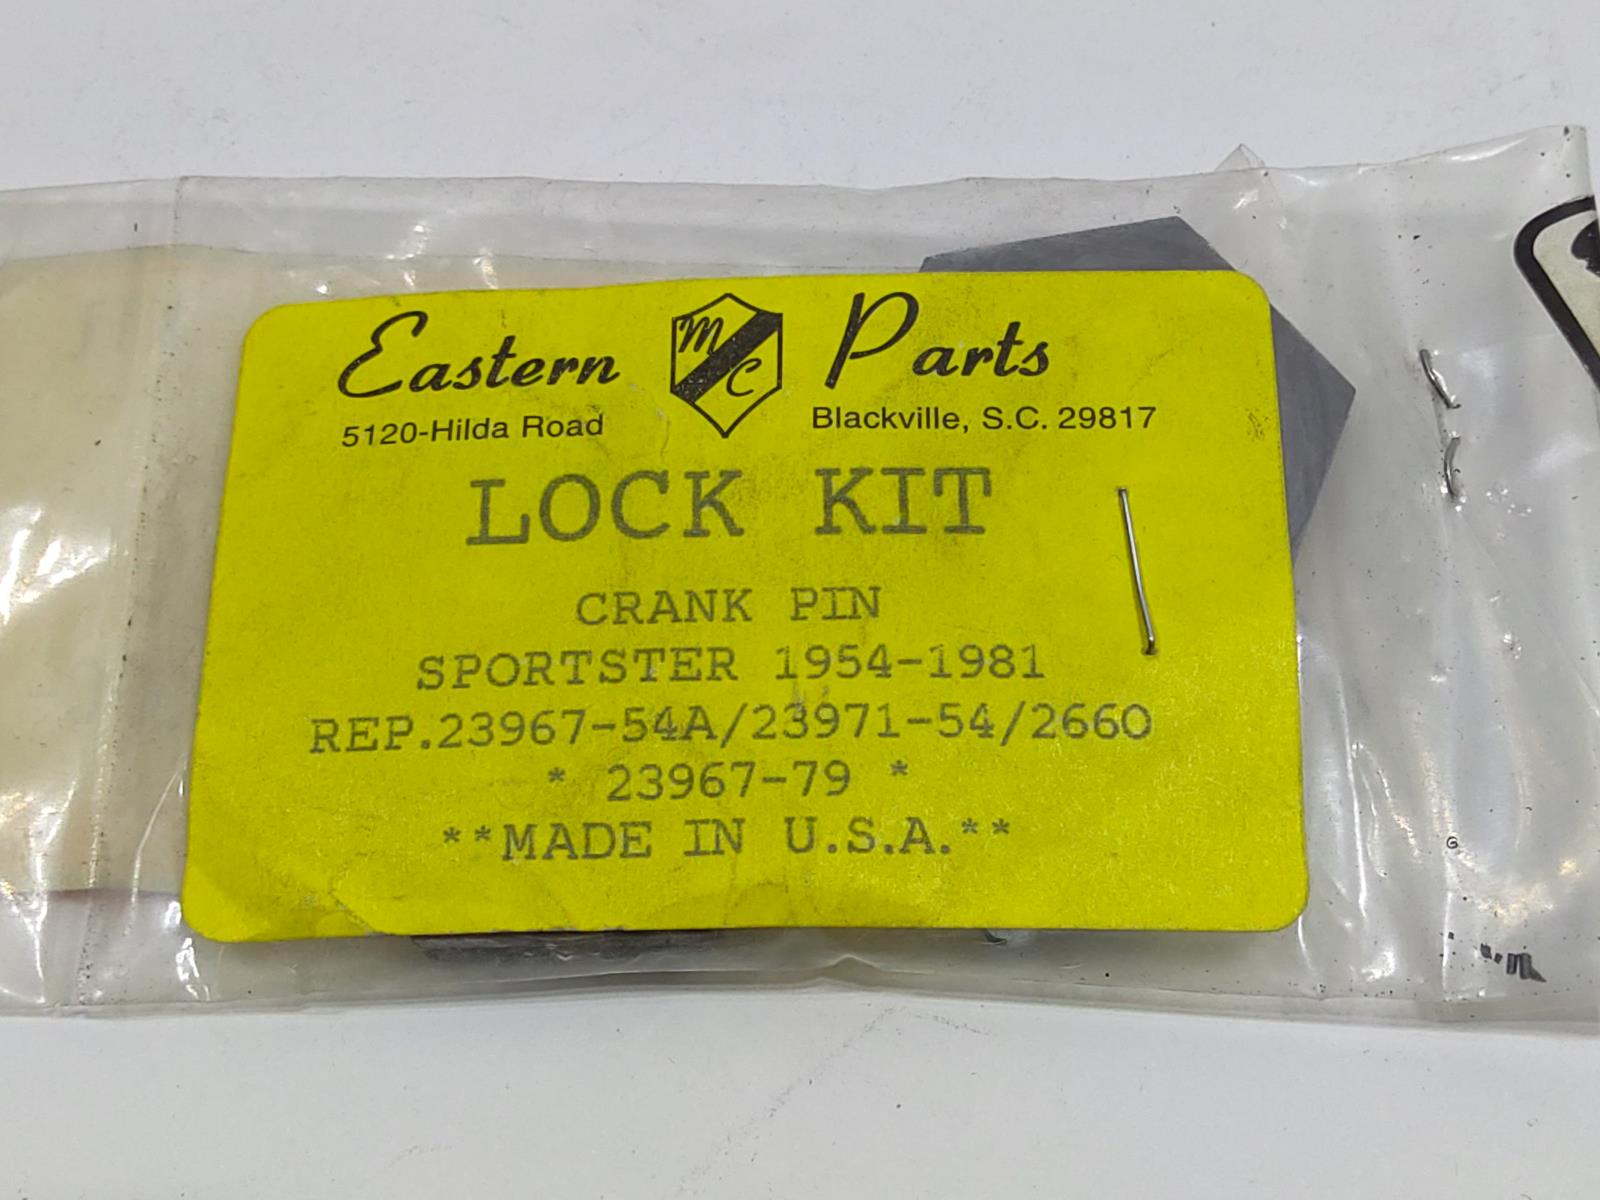 Eastern MC Parts
5120-Hilda Road Blackville, S.C. 29817
LOCK KIT
CRANK PIN
SPORTSTER 1954-1981
REP.23967-54A/23971-54/2660
* 23967-79 *
**MADE IN U.S.A.**